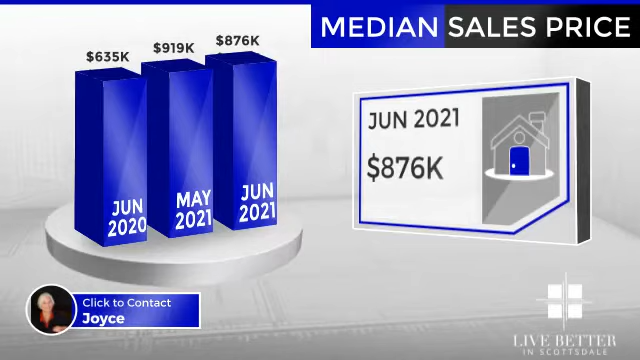 MEDIAN SALES PRICE
$635K
$919K
$876K
JUN
2020
MAY
2021
JUN
2021
JUN 2021
$876K
Click to Contact
Joyce
LIVE BETTER
IN SCOTTSDALE